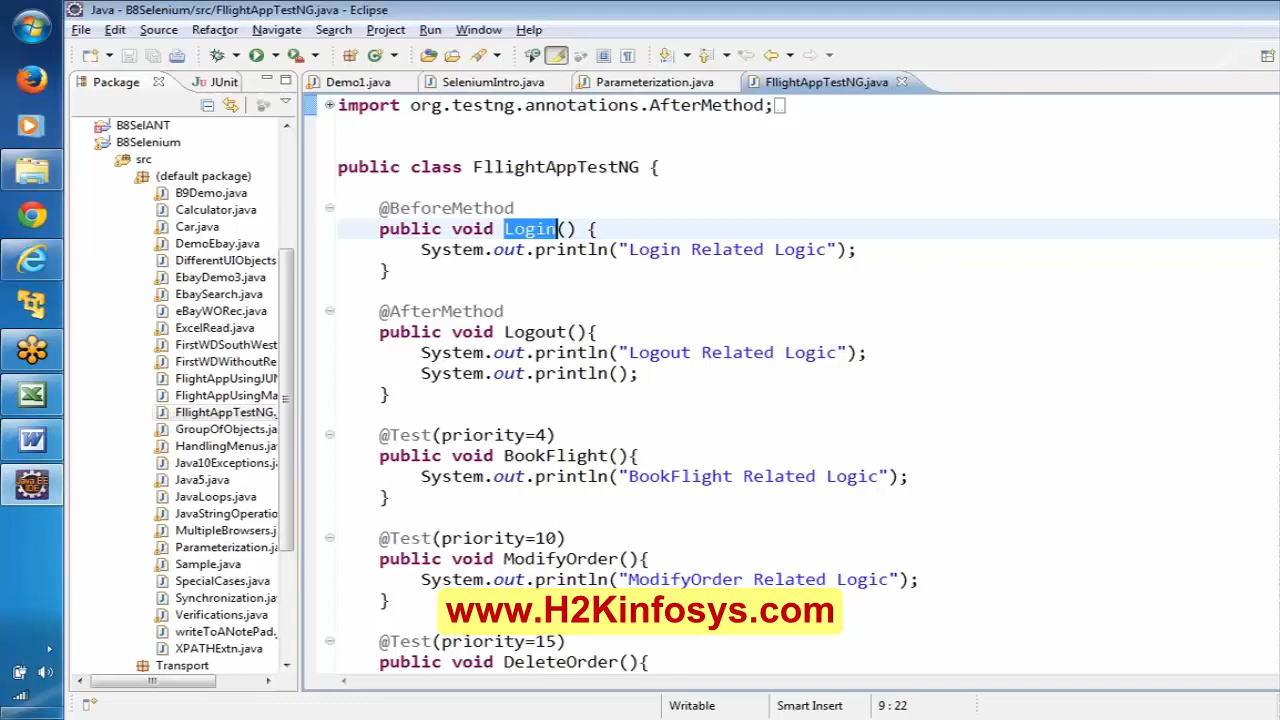 Java - B8Selenium/src/FllightAppTestNG.java - Eclipse
File Edit Source Refactor Navigate Search Project Run Window Help
Package JUnit Demo1.java SeleniumIntro.java Parameterization.java FllightAppTestNG.java
B8SelANT
B8Selenium
src
(default package)
B9Demo.java
Calculator.java
Car.java
DemoEbay.java
DifferentUIObjects
EbayDemo3.java
EbaySearch.java
eBayWORec.java
ExcelRead.java
FirstWDSouthWest
FirstWDWithoutRe
FlightAppUsingJUN
FlightAppUsingMa
FllightAppTestNG.
GroupOfObjects.java
HandlingMenus.ja
Java10Exceptions.j
Java5.java
JavaLoops.java
JavaStringOperatio
MultipleBrowsers.j
Parameterization.ja
Sample.java
SpecialCases.java
Synchronization.java
Verifications.java
writeToANotePad.
XPATHExtn.java
Transport
import org.testng.annotations.AfterMethod;
public class FllightAppTestNG {
@BeforeMethod
public void Login() {
System.out.println("Login Related Logic");
}
@AfterMethod
public void Logout(){
System.out.println("Logout Related Logic");
System.out.println();
}
@Test(priority=4)
public void BookFlight(){
System.out.println("BookFlight Related Logic");
}
@Test(priority=10)
public void ModifyOrder(){
System.out.println("ModifyOrder Related Logic");
}
www.H2Kinfosys.com
@Test(priority=15)
public void DeleteOrder(){
Writable Smart Insert 9 : 22
Java EE
IDE